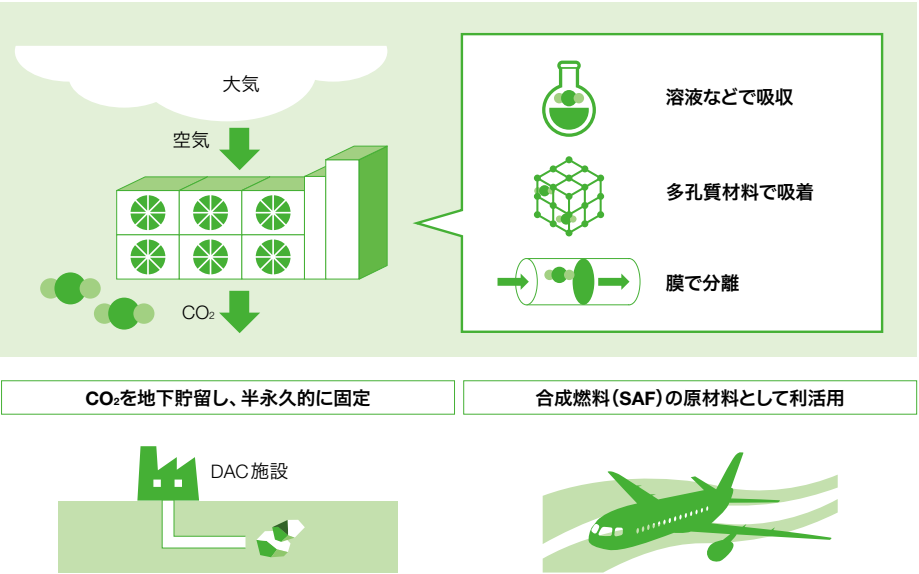 大気
空気
CO₂
溶液などで吸収
多孔質材料で吸着
膜で分離
CO₂を地下貯留し、半永久的に固定
合成燃料（SAF）の原材料として利活用
DAC施設